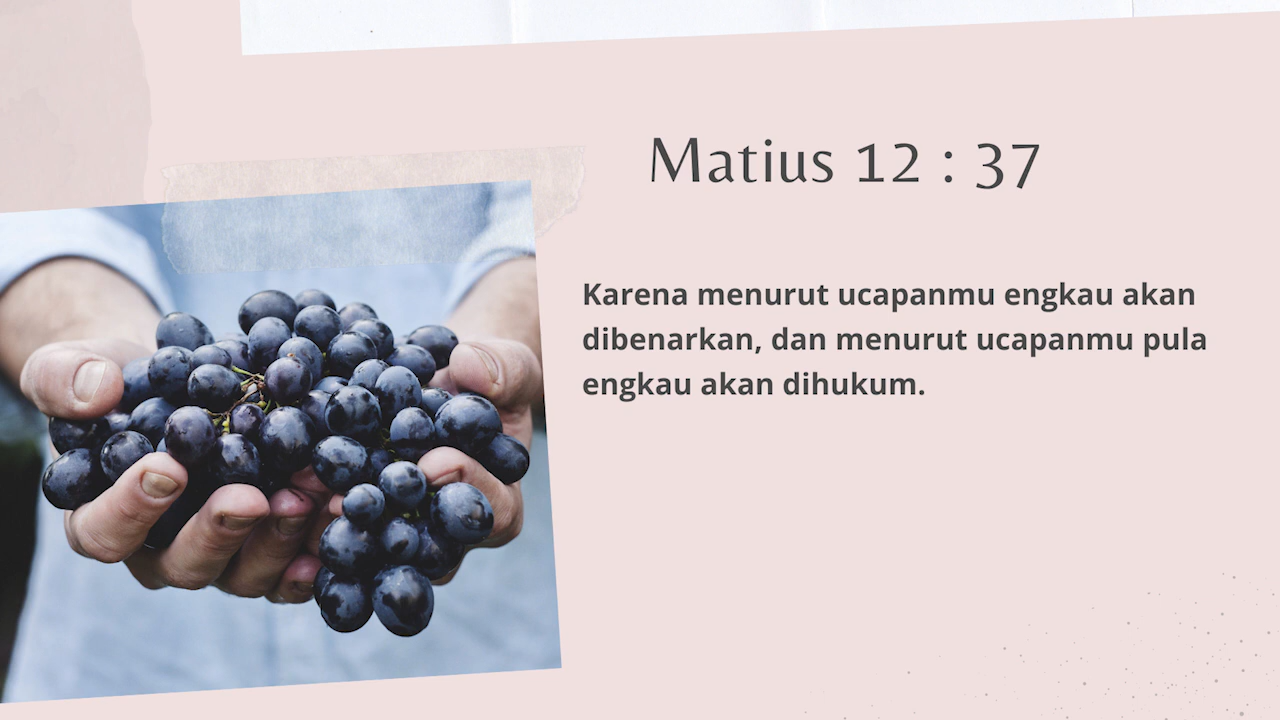 Matius 12 : 37
Karena menurut ucapanmu engkau akan
dibenarkan, dan menurut ucapanmu pula
engkau akan dihukum.